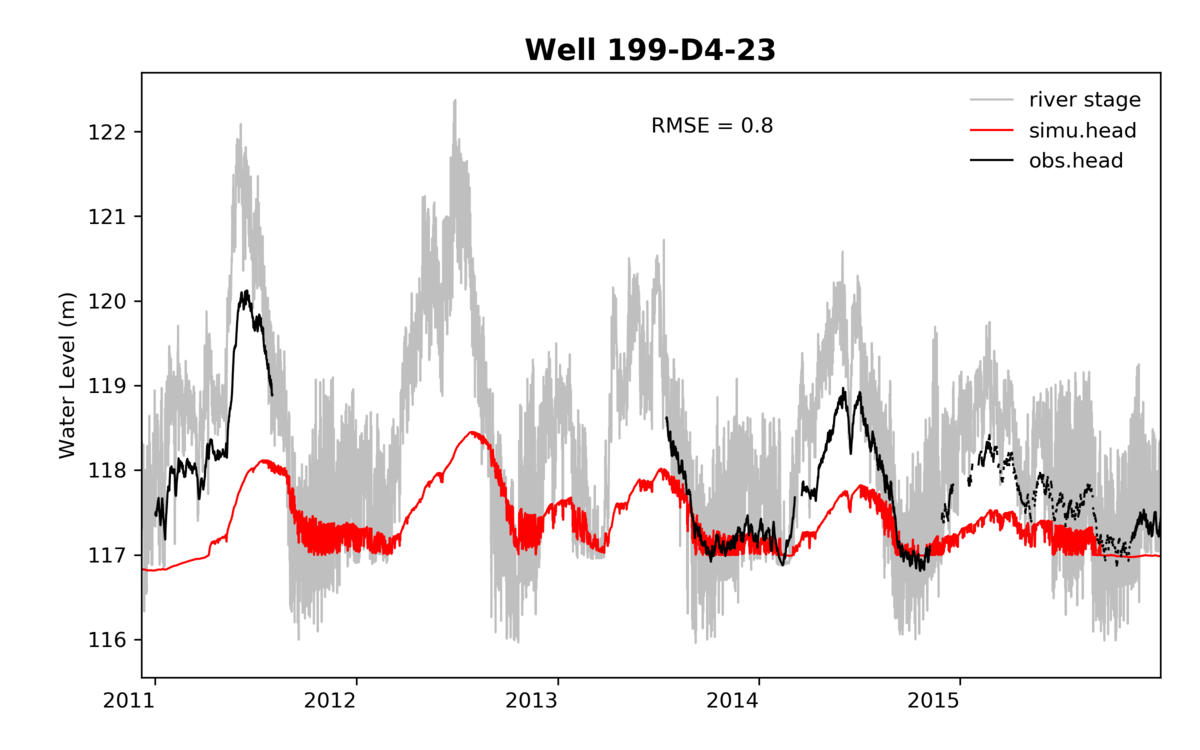 Well 199-D4-23
RMSE = 0.8
river stage
simu.head
obs.head
Water Level (m)
122
121
120
119
118
117
116
2011 2012 2013 2014 2015